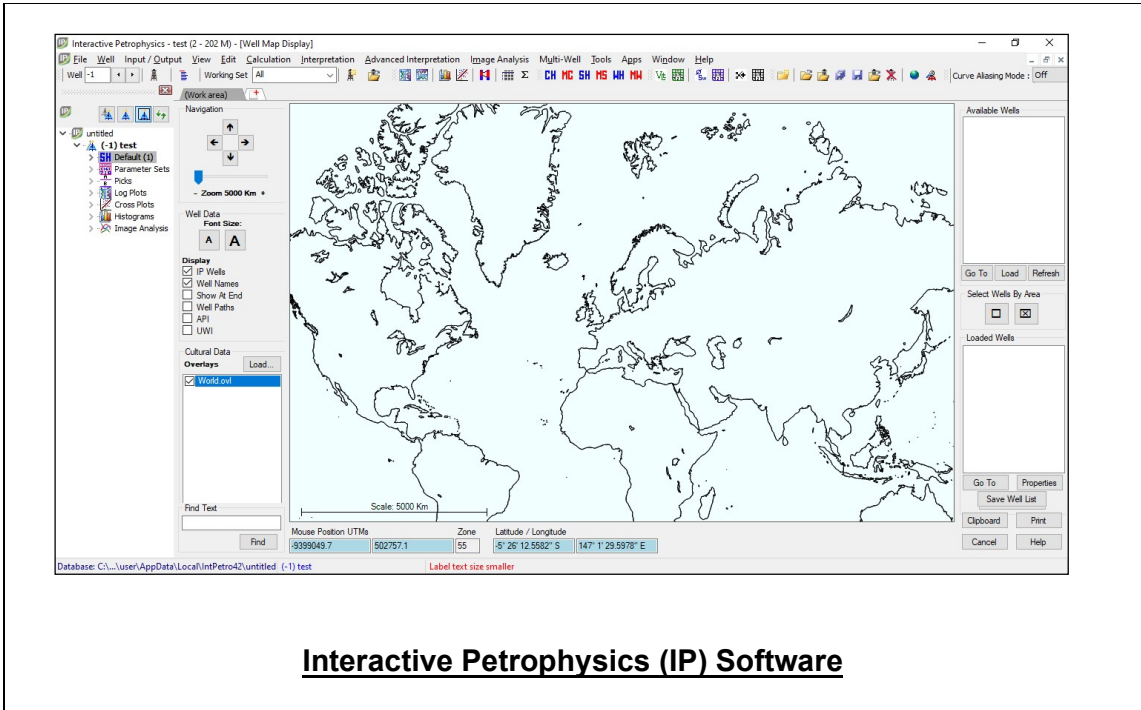 Interactive Petrophysics - test (2 - 202 M) - [Well Map Display]
File Well Input / Output View Edit Calculation Interpretation Advanced Interpretation Image Analysis Multi-Well Tools Apps Window Help
Well -1 Working Set All Σ CH MC SH MS WH MW Curve Aliasing Mode : Off
(Work area) +
untitled
(-1) test
SH Default (1)
Parameter Sets
Picks
Log Plots
Cross Plots
Histograms
Image Analysis
Navigation
- Zoom 5000 Km +
Well Data
Font Size:
A A
Display
IP Wells
Well Names
Show At End
Well Paths
API
UWI
Cultural Data
Overlays Load...
World.ovl
Find Text
Find
Scale: 5000 Km
Mouse Position UTMs Zone Latitude / Longitude
-9399049.7 502757.1 55 -5° 26' 12.5582" S 147° 1' 29.5978" E
Available Wells
Go To Load Refresh
Select Wells By Area
Loaded Wells
Go To Properties
Save Well List
Clipboard Print
Cancel Help
Database: C:\...\user\AppData\Local\IntPetro42\untitled (-1) test Label text size smaller
Interactive Petrophysics (IP) Software